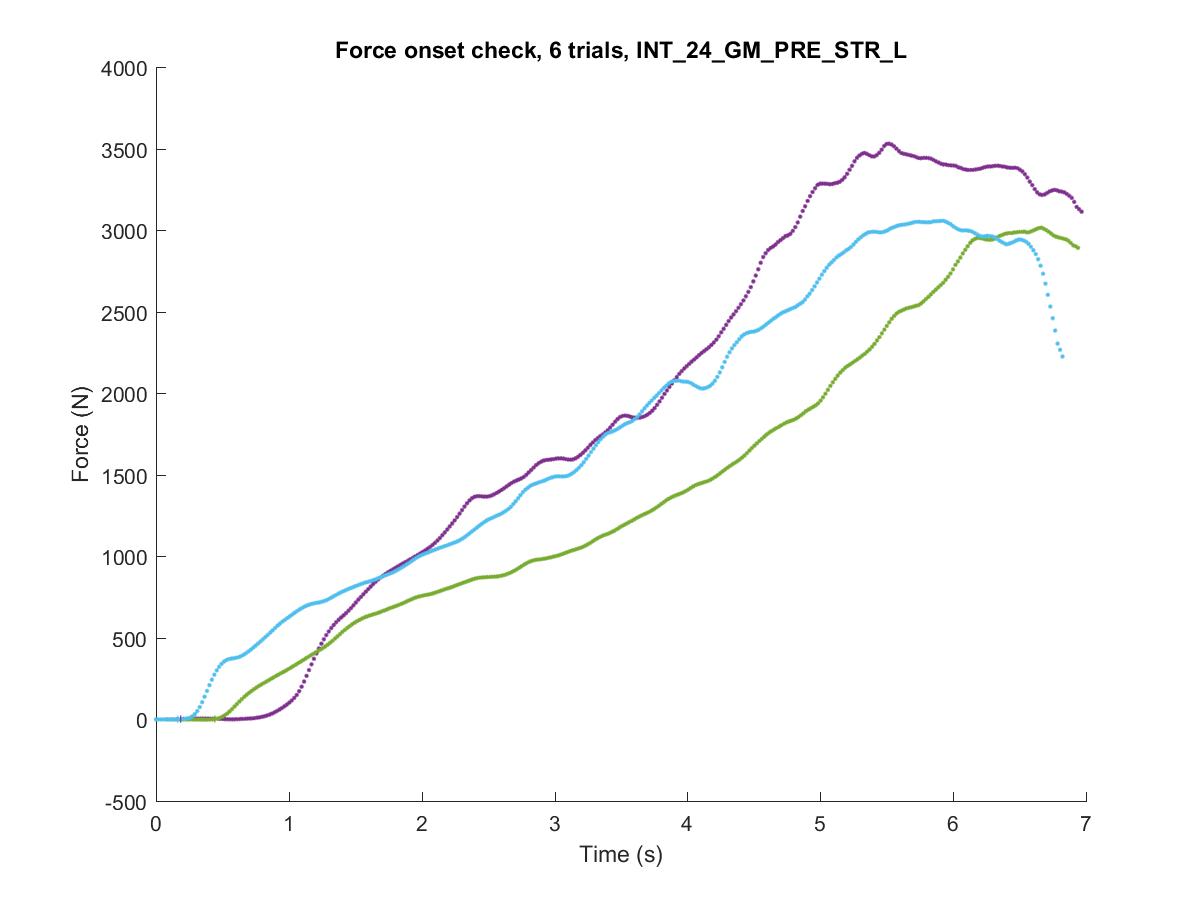 Force onset check, 6 trials, INT_24_GM_PRE_STR_L
4000
3500
3000
2500
2000
1500
1000
500
0
-500
Force (N)
0 1 2 3 4 5 6 7
Time (s)